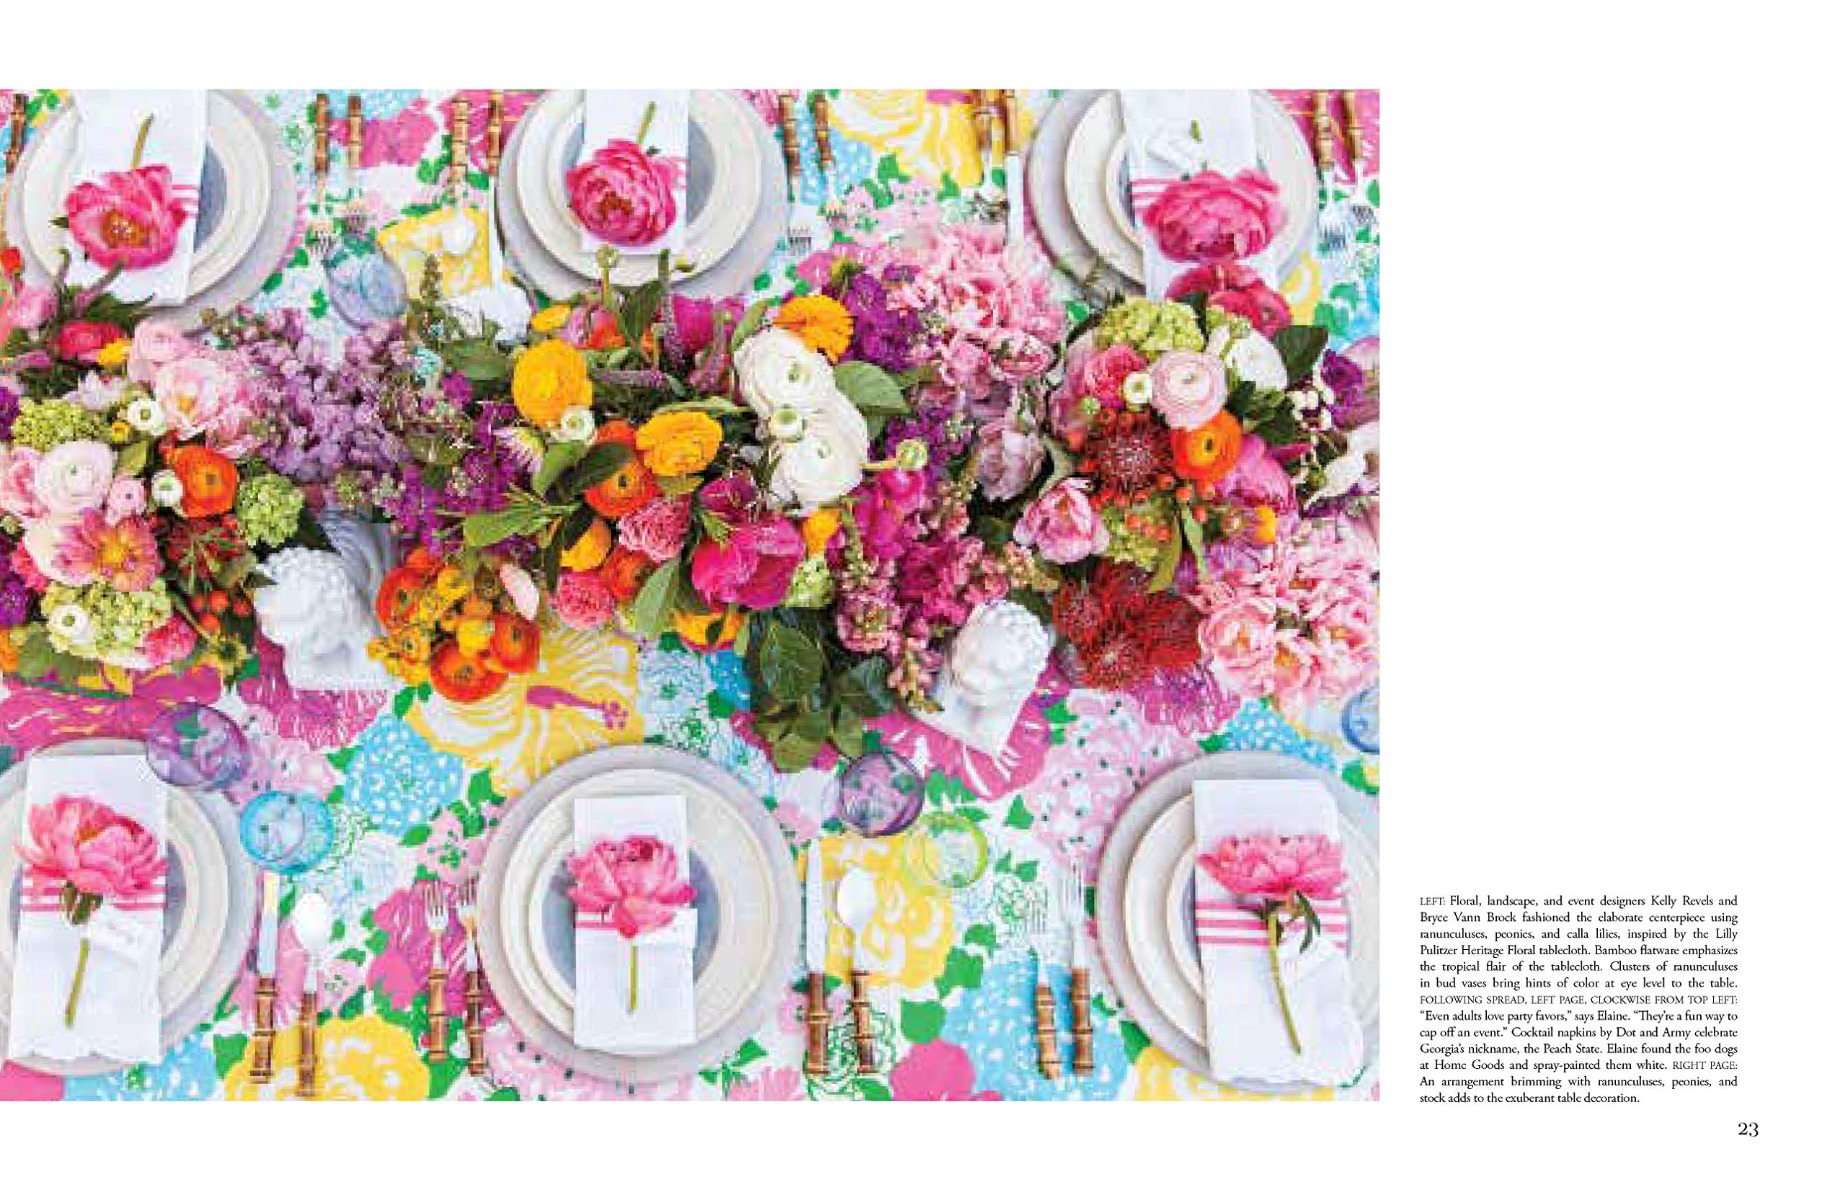 LEFT: Floral, landscape, and event designers Kelly Revels and
Bryce Vann Brock fashioned the elaborate centerpiece using
ranunculuses, peonies, and calla lilies, inspired by the Lilly
Pulitzer Heritage Floral tablecloth. Bamboo flatware emphasizes
the tropical flair of the tablecloth. Clusters of ranunculuses
in bud vases bring hints of color at eye level to the table.
FOLLOWING SPREAD, LEFT PAGE, CLOCKWISE FROM TOP LEFT:
“Even adults love party favors,” says Elaine. “They’re a fun way to
cap off an event.” Cocktail napkins by Dot and Army celebrate
Georgia’s nickname, the Peach State. Elaine found the foo dogs
at Home Goods and spray-painted them white. RIGHT PAGE:
An arrangement brimming with ranunculuses, peonies, and
stock adds to the exuberant table decoration.
23